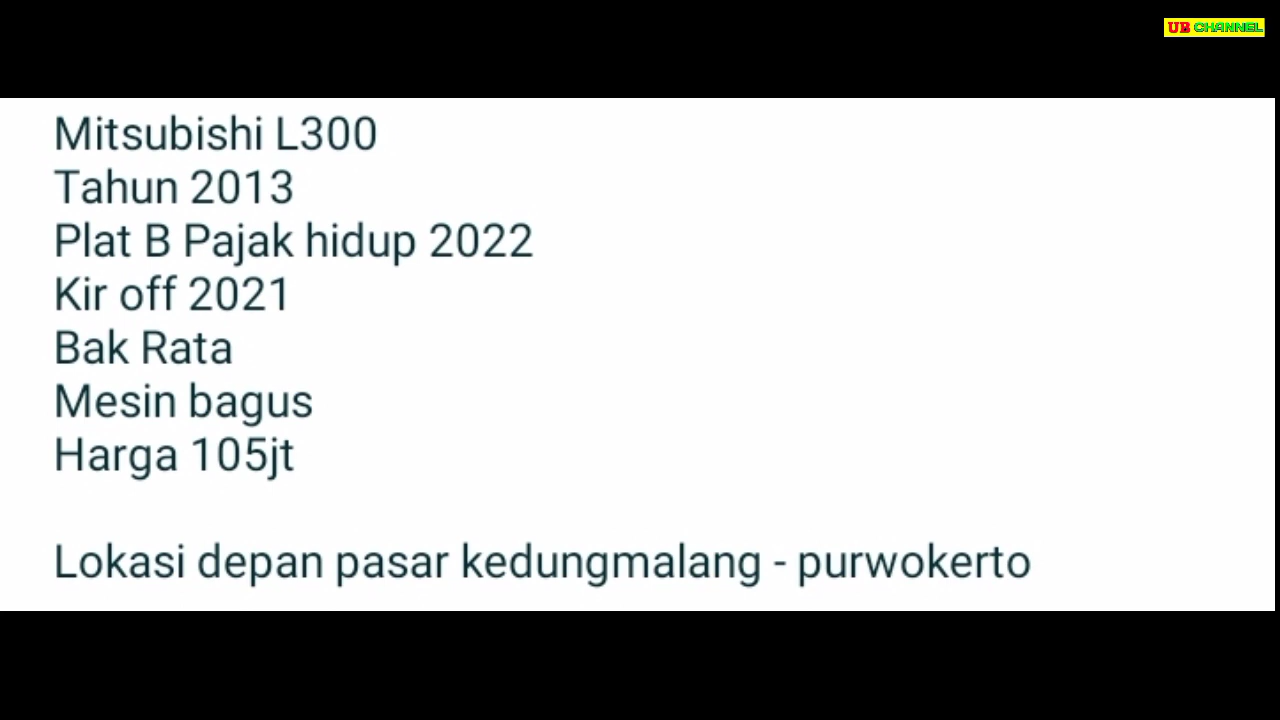 UB CHANNEL
Mitsubishi L300
Tahun 2013
Plat B Pajak hidup 2022
Kir off 2021
Bak Rata
Mesin bagus
Harga 105jt
Lokasi depan pasar kedungmalang - purwokerto